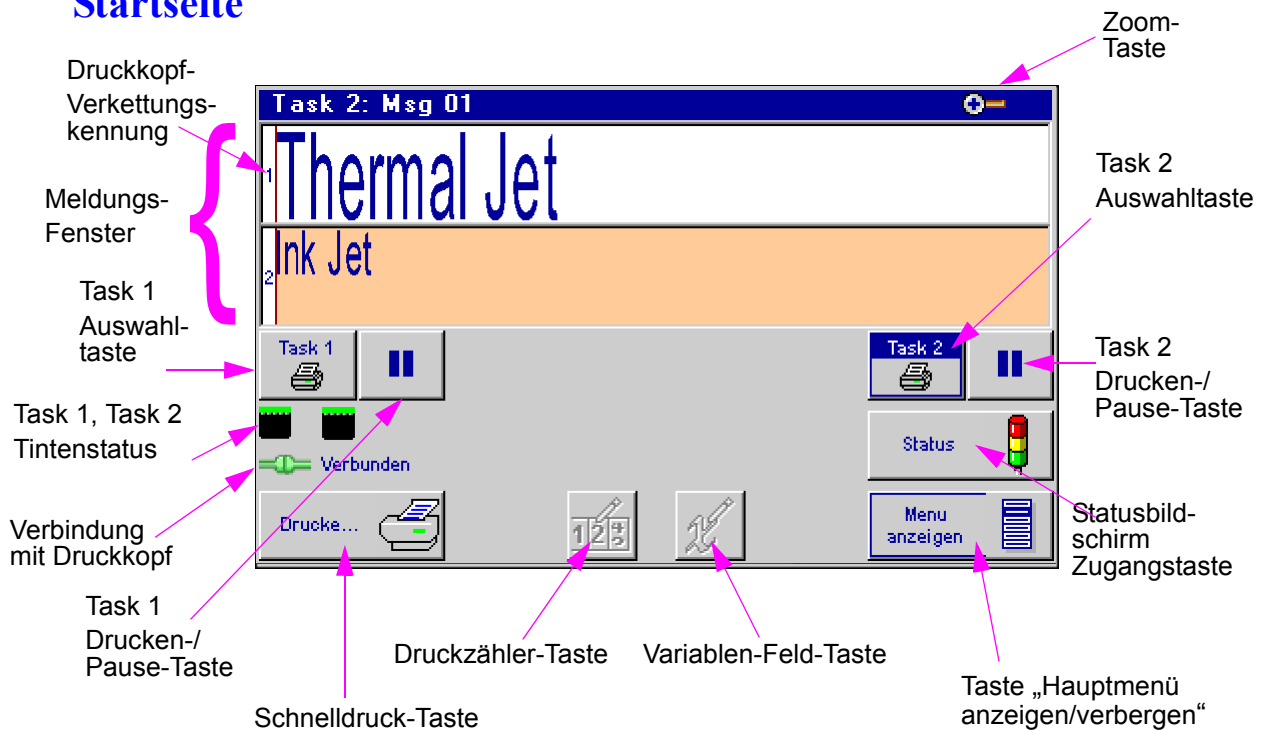 Startseite
Zoom-
Taste
Druckkopf-
Verkettungs-
kennung
Task 2: Msg 01
1
Thermal Jet
Task 2
Auswahltaste
Meldungs-
Fenster
2
Ink Jet
Task 1
Auswahl-
taste
Task 1
Task 2
Task 2
Drucken-/
Pause-Taste
Task 1, Task 2
Tintenstatus
Status
Verbunden
Verbindung
mit Druckkopf
Drucke...
Menu
anzeigen
Statusbild-
schirm
Zugangstaste
Task 1
Drucken-/
Pause-Taste
Druckzähler-Taste
Variablen-Feld-Taste
Schnelldruck-Taste
Taste „Hauptmenü
anzeigen/verbergen“